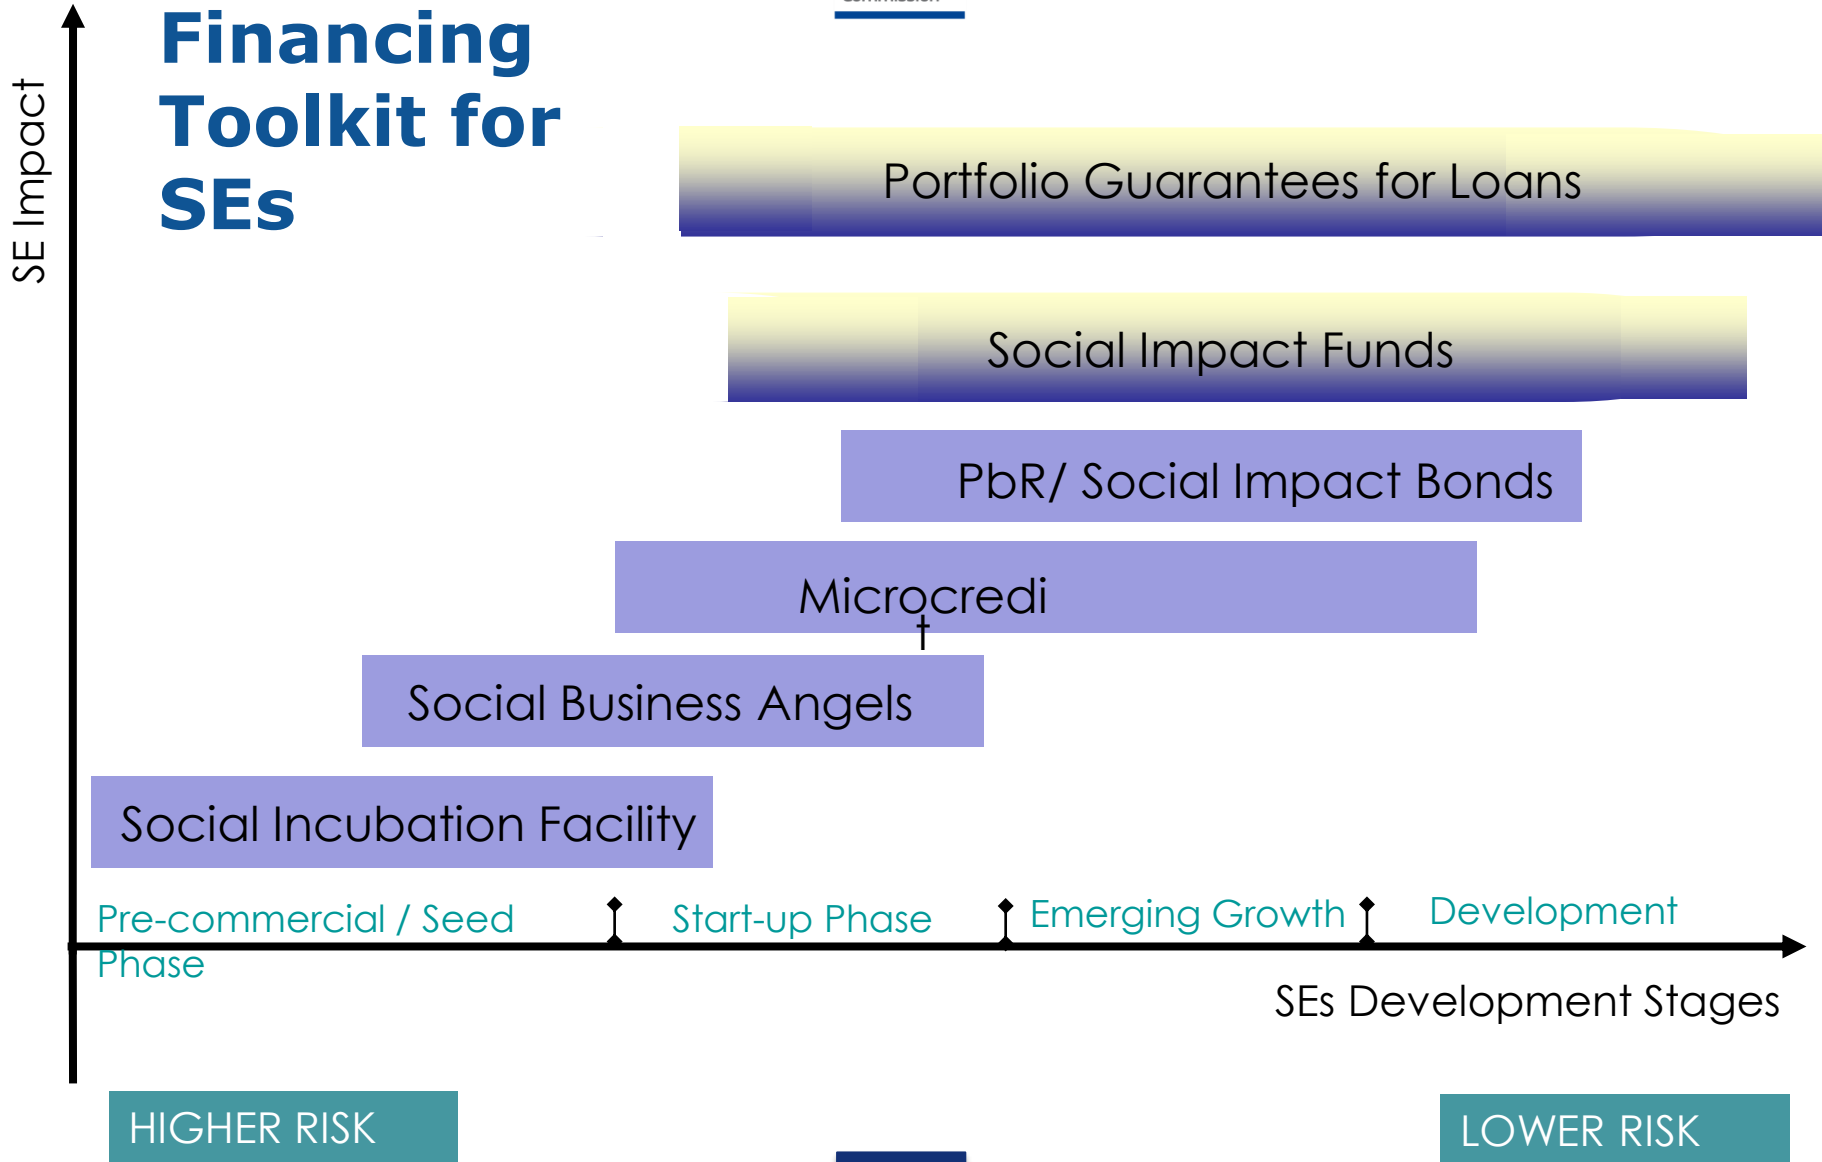 Financing
Toolkit for
SEs
SE Impact
Portfolio Guarantees for Loans
Social Impact Funds
PbR/ Social Impact Bonds
Microcredi
t
Social Business Angels
Social Incubation Facility
Pre-commercial / Seed
Phase
Start-up Phase
Emerging Growth
Development
SEs Development Stages
HIGHER RISK
LOWER RISK